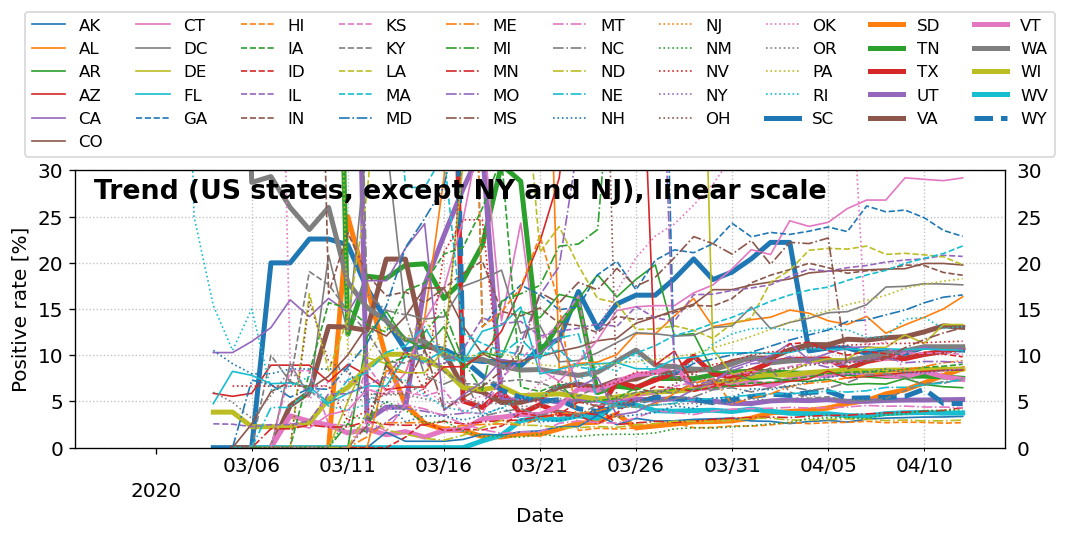 AK CT HI KS ME MT NJ OK SD VT
AL DC IA KY MI NC NM OR TN WA
AR DE ID LA MN ND NV PA TX WI
AZ FL IL MA MO NE NY RI UT WV
CA GA IN MD MS NH OH SC VA WY
CO
Trend (US states, except NY and NJ), linear scale
30 30
25 25
20 20
15 15
10 10
5 5
0 0
Positive rate [%]
03/06 03/11 03/16 03/21 03/26 03/31 04/05 04/10
2020
Date